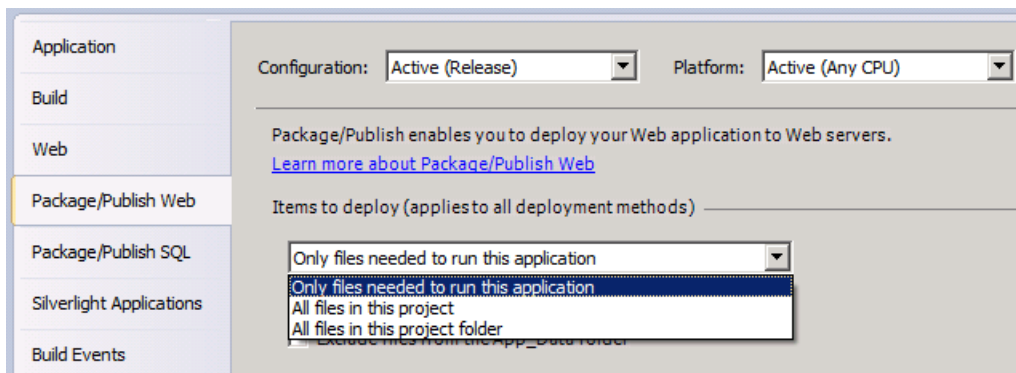 Application
Build
Web
Package/Publish Web
Package/Publish SQL
Silverlight Applications
Build Events
Configuration: Active (Release) Platform: Active (Any CPU)
Package/Publish enables you to deploy your Web application to Web servers.
Learn more about Package/Publish Web
Items to deploy (applies to all deployment methods)
Only files needed to run this application
Only files needed to run this application
All files in this project
All files in this project folder
Exclude files from the App_Data folder